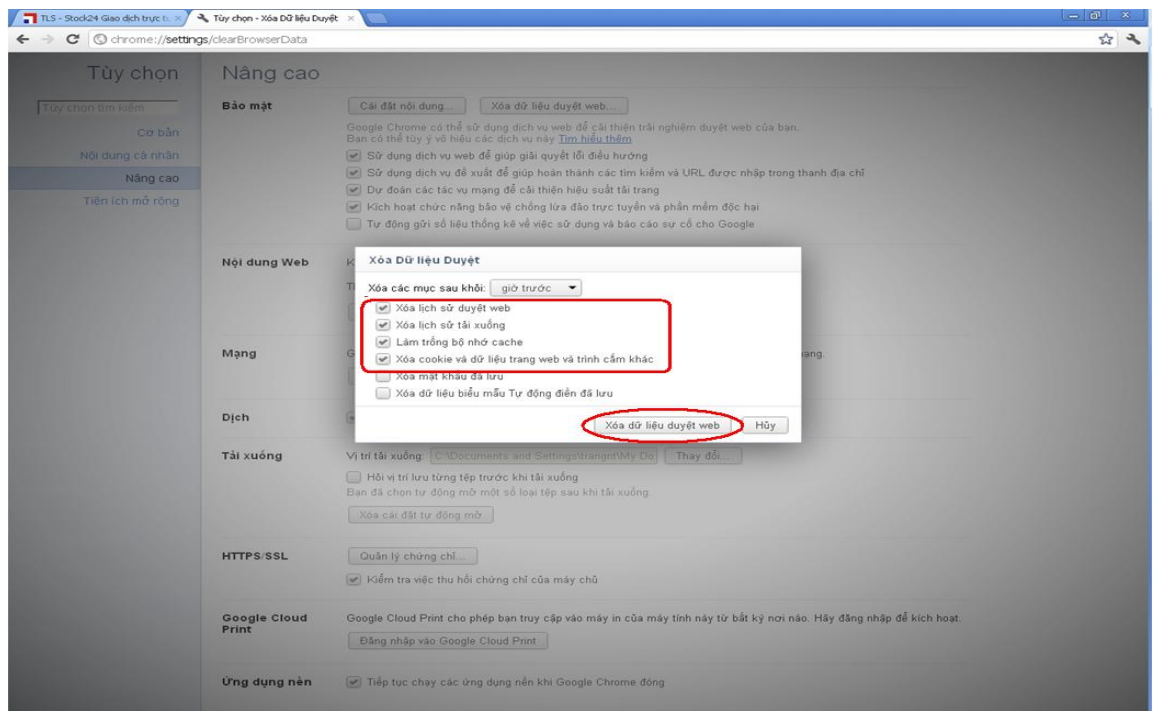 TLS - Stock24 Giao dịch trực t
Tùy chọn - Xóa Dữ liệu Duyệt
chrome://settings/clearBrowserData
Tùy chọn
Tùy chọn tìm kiếm
Cơ bản
Nội dung cá nhân
Nâng cao
Tiện ích mở rộng
Nâng cao
Bảo mật
Cài đặt nội dung...
Xóa dữ liệu duyệt web...
Google Chrome có thể sử dụng dịch vụ web để cải thiện trải nghiệm duyệt web của bạn.
Bạn có thể tùy ý vô hiệu các dịch vụ này Tìm hiểu thêm
Sử dụng dịch vụ web để giúp giải quyết lỗi điều hướng
Sử dụng dịch vụ đề xuất để giúp hoàn thành các tìm kiếm và URL được nhập trong thanh địa chỉ
Dự đoán các tác vụ mạng để cải thiện hiệu suất tải trang
Kích hoạt chức năng bảo vệ chống lừa đảo trực tuyến và phần mềm độc hại
Tự động gửi số liệu thống kê về việc sử dụng và báo cáo sự cố cho Google
Nội dung Web
Xóa Dữ liệu Duyệt
Xóa các mục sau khỏi: giờ trước
Xóa lịch sử duyệt web
Xóa lịch sử tải xuống
Làm trống bộ nhớ cache
Xóa cookie và dữ liệu trang web và trình cắm khác
Xóa mật khẩu đã lưu
Xóa dữ liệu biểu mẫu Tự động điền đã lưu
Xóa dữ liệu duyệt web
Hủy
Mạng
Dịch
Tải xuống
Vị trí tải xuống: C:\Documents and Settings\trangnt\My Do
Thay đổi...
Hỏi vị trí lưu từng tệp trước khi tải xuống
Bạn đã chọn tự động mở một số loại tệp sau khi tải xuống.
Xóa cài đặt tự động mở
HTTPS/SSL
Quản lý chứng chỉ...
Kiểm tra việc thu hồi chứng chỉ của máy chủ
Google Cloud
Print
Google Cloud Print cho phép bạn truy cập vào máy in của máy tính này từ bất kỳ nơi nào. Hãy đăng nhập để kích hoạt.
Đăng nhập vào Google Cloud Print
Ứng dụng nền
Tiếp tục chạy các ứng dụng nền khi Google Chrome đóng